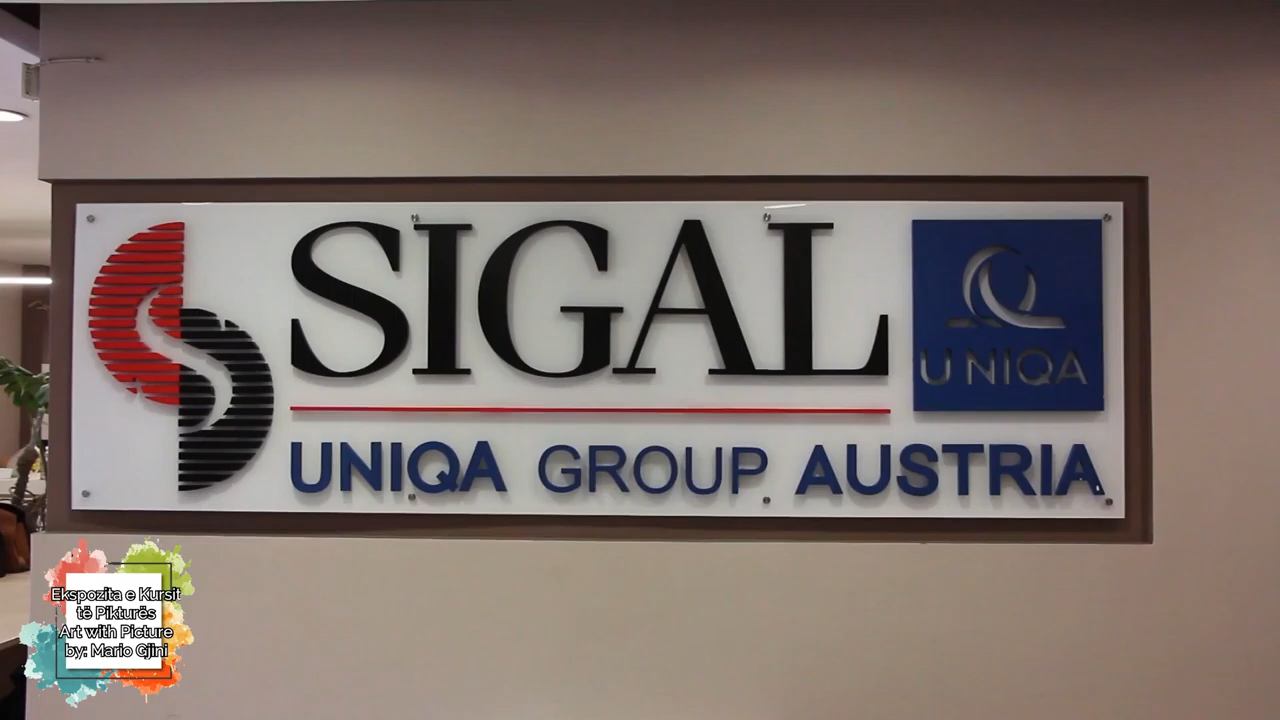 SIGAL
UNIQA
UNIQA GROUP AUSTRIA
Ekspozita e Kursit
të Pikturës
Art with Picture
by: Mario Gjini